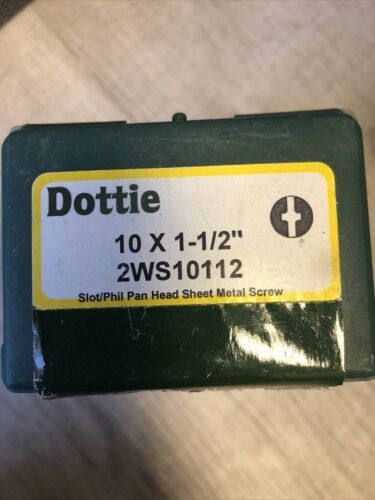 Dottie
10 X 1-1/2"
2WS10112
Slot/Phil Pan Head Sheet Metal Screw